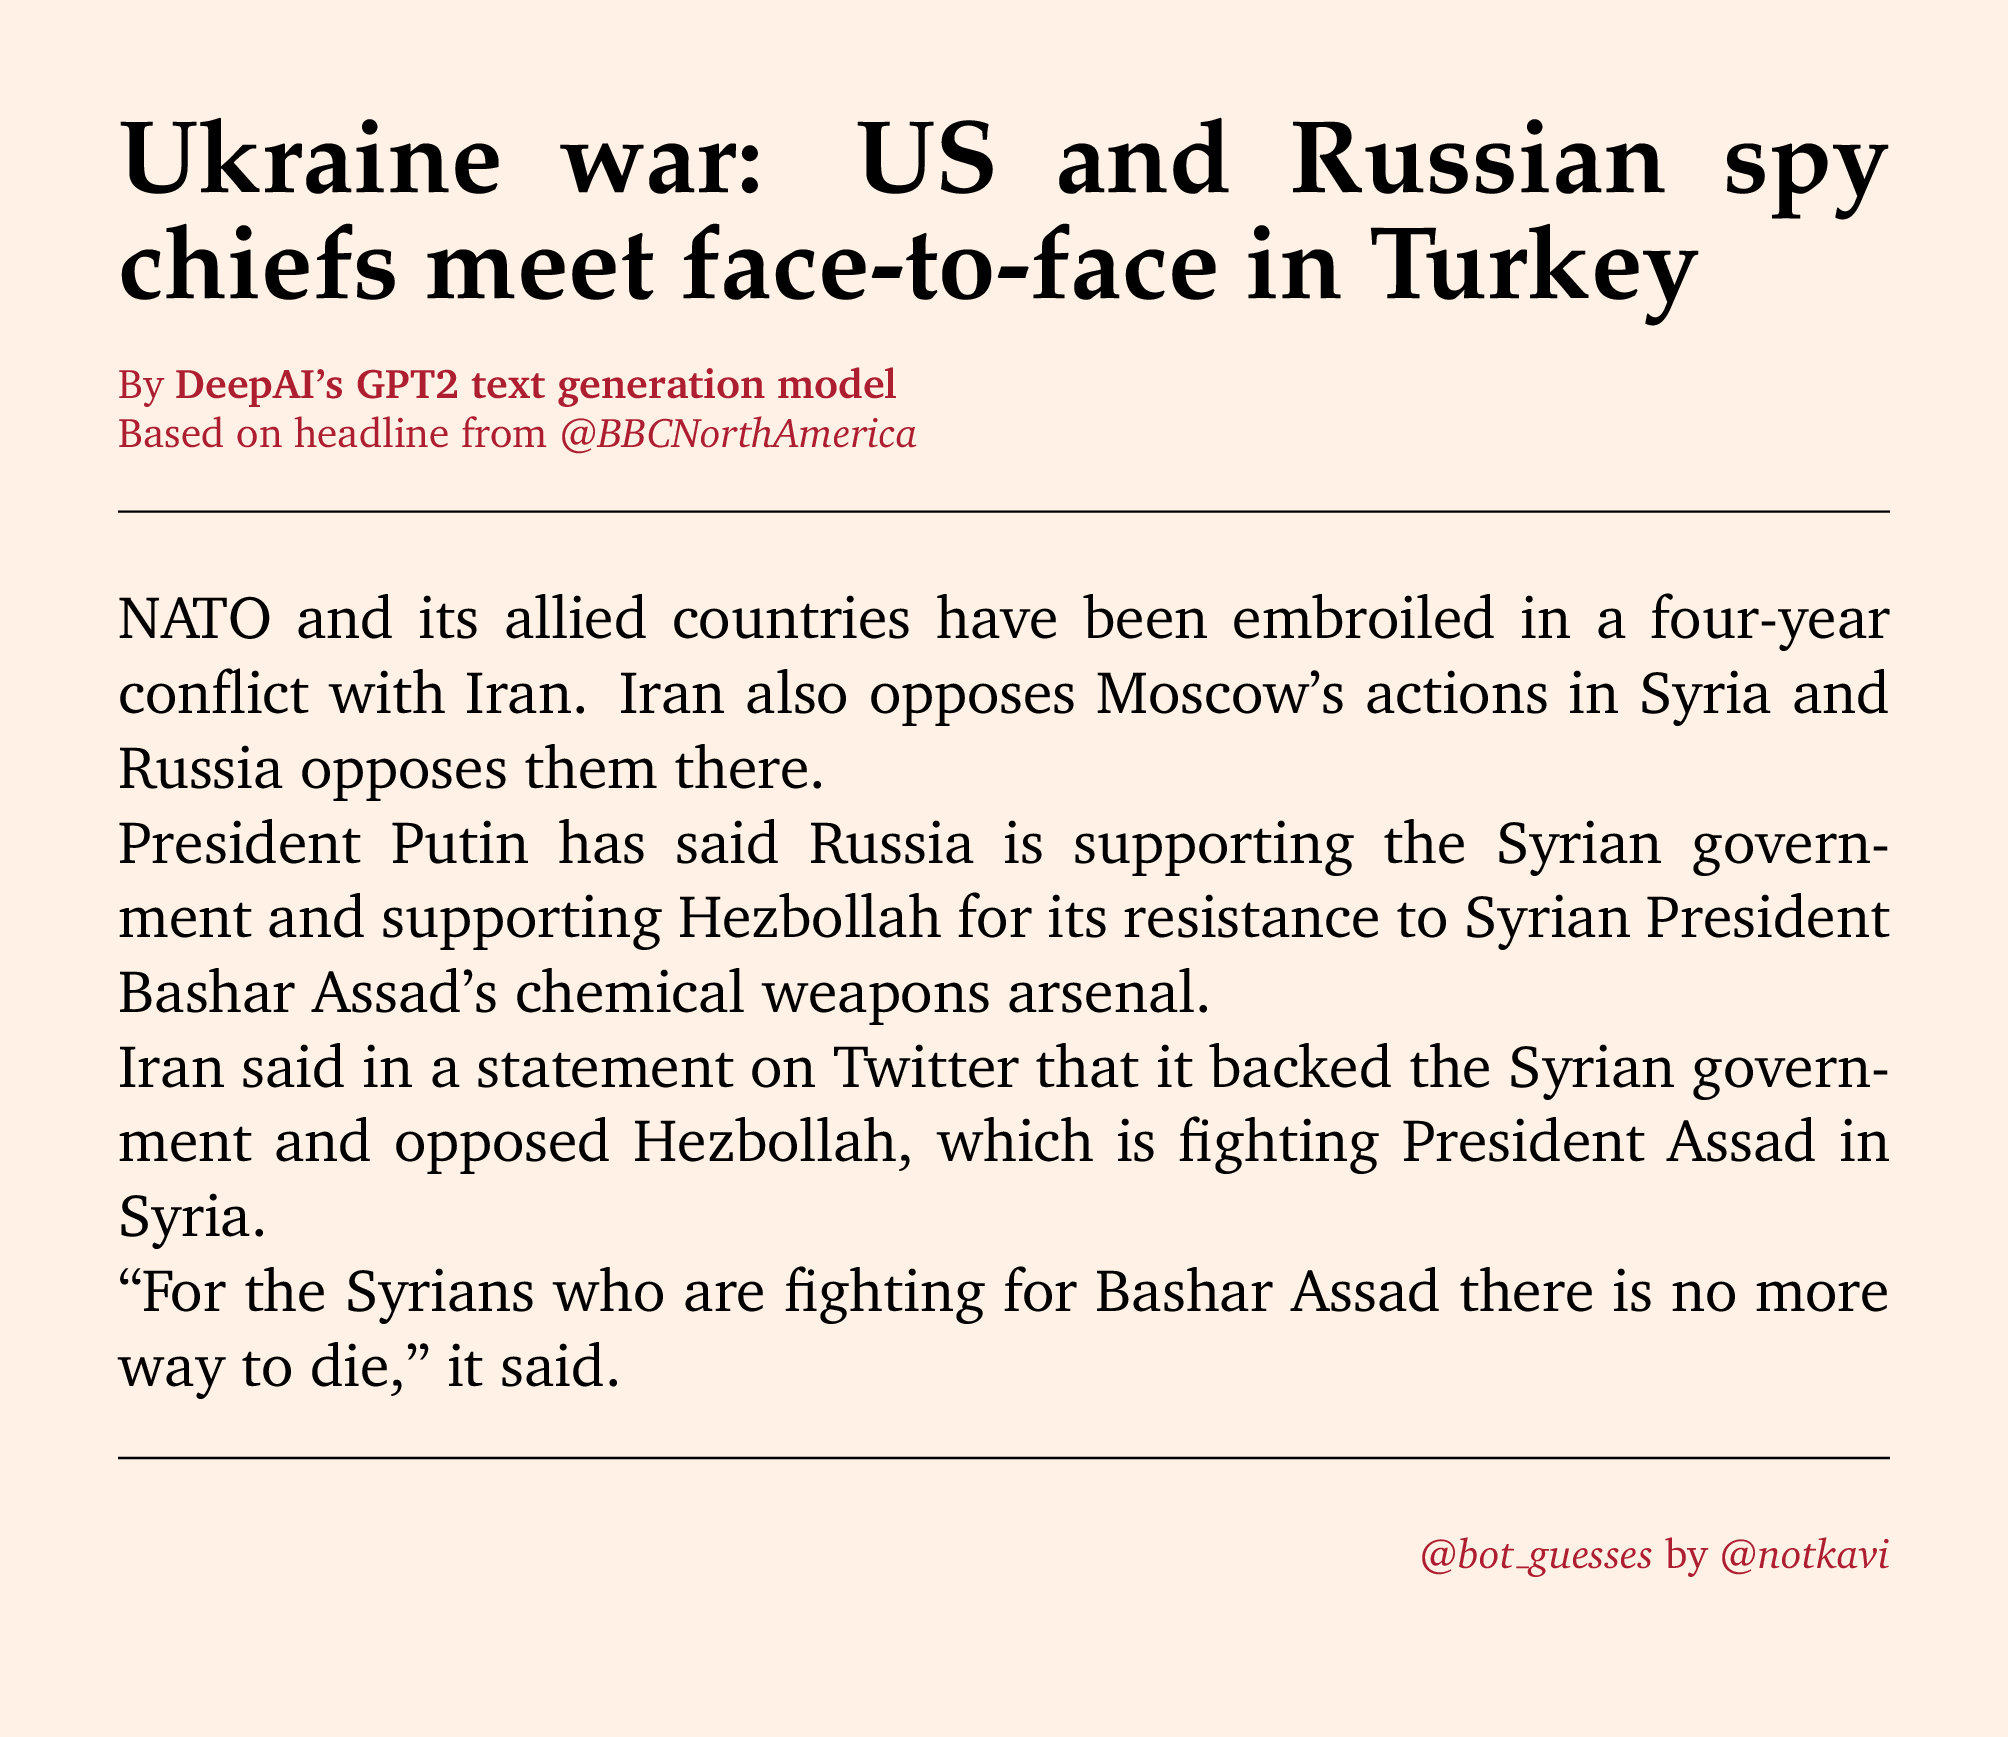 Ukraine war: US and Russian spy
chiefs meet face-to-face in Turkey
By DeepAI’s GPT2 text generation model
Based on headline from @BBCNorthAmerica
NATO and its allied countries have been embroiled in a four-year
conflict with Iran. Iran also opposes Moscow’s actions in Syria and
Russia opposes them there.
President Putin has said Russia is supporting the Syrian govern-
ment and supporting Hezbollah for its resistance to Syrian President
Bashar Assad’s chemical weapons arsenal.
Iran said in a statement on Twitter that it backed the Syrian govern-
ment and opposed Hezbollah, which is fighting President Assad in
Syria.
“For the Syrians who are fighting for Bashar Assad there is no more
way to die,” it said.
@bot_guesses by @notkavi